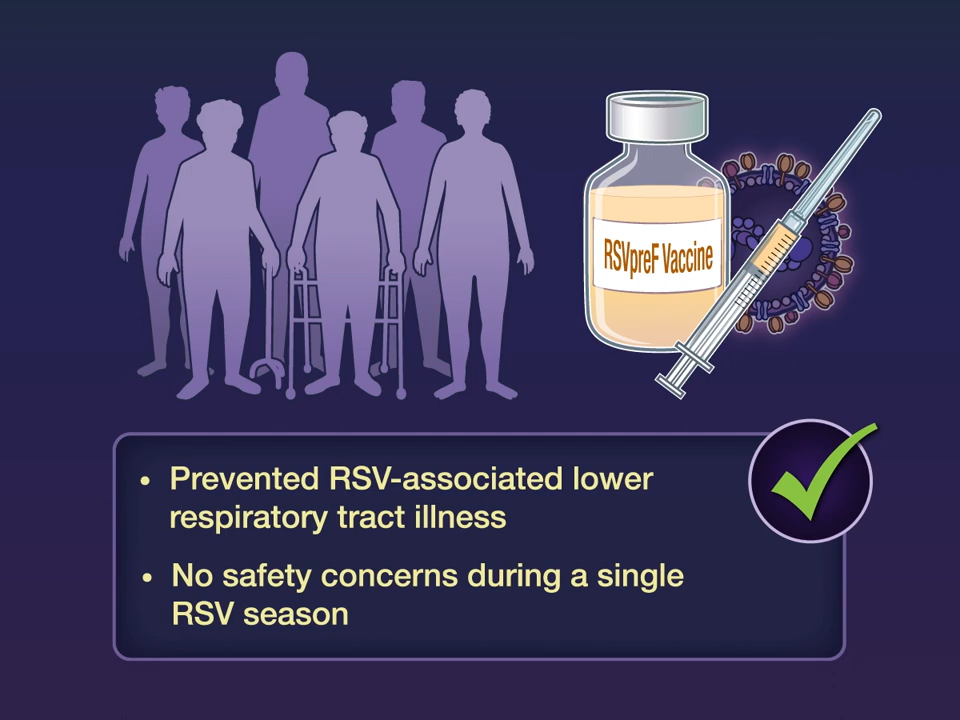 RSVpreF Vaccine
• Prevented RSV-associated lower
respiratory tract illness
• No safety concerns during a single
RSV season